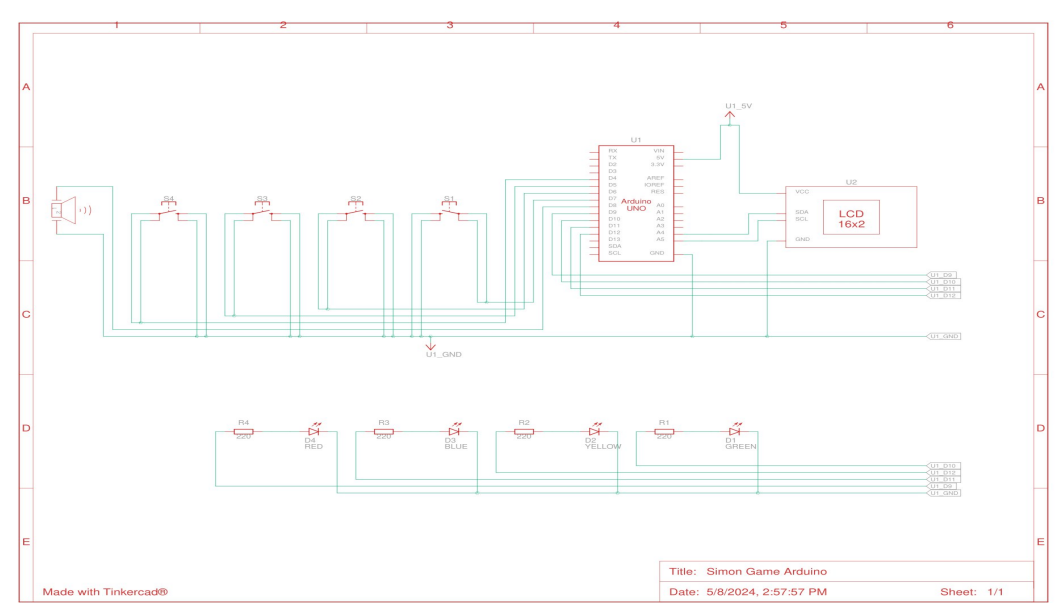 1 2 3 4 5 6
A A
U1_5V
U1
RX VIN
TX 5V
D2 3.3V
D3
D4 AREF
D5 IOREF
D6 RES
D7
D8 A0
D9 A1
D10 A2
D11 A3
D12 A4
D13 A5
SDA
SCL GND
Arduino
UNO
U2
VCC
SDA
SCL
GND
LCD
16x2
B B
S4 S3 S2 S1
U1_D9
U1_D10
U1_D11
U1_D12
C C
U1_GND
U1_GND
D D
R4 R3 R2 R1
220 220 220 220
D4 D3 D2 D1
RED BLUE YELLOW GREEN
U1_D10
U1_D12
U1_D11
U1_D9
U1_GND
E E
Title: Simon Game Arduino
Made with Tinkercad®
Date: 5/8/2024, 2:57:57 PM
Sheet: 1/1